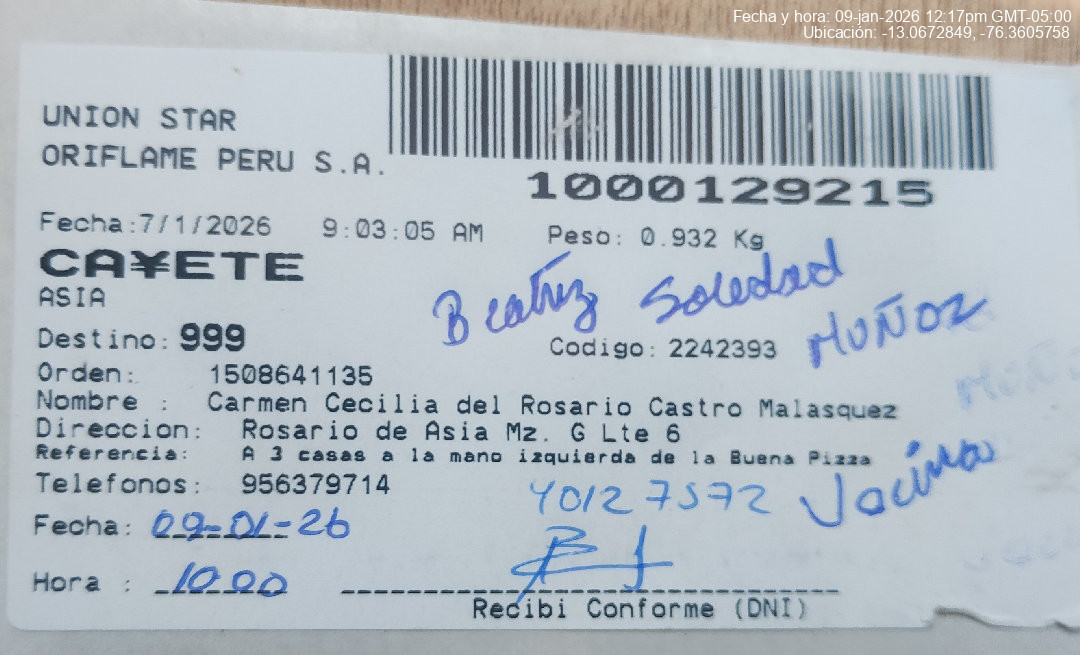 Fecha y hora: 09-jan-2026 12:17pm GMT-05:00
Ubicación: -13.0672849, -76.3605758
UNION STAR
ORIFLAME PERU S.A.
1000129215
Fecha:7/1/2026 9:03:05 AM Peso: 0.932 Kg
CA¥ETE
ASIA
Beatriz Soledad
MUÑOZ
Destino: 999 Codigo: 2242393
Orden: 1508641135
Nombre : Carmen Cecilia del Rosario Castro Malasquez
Direccion: Rosario de Asia Mz. G Lte 6
Referencia: A 3 casas a la mano izquierda de la Buena Pizza
Telefonos: 956379714
40127572
Fecha: 09-01-26
Hora : 10 00
Recibi Conforme (DNI)